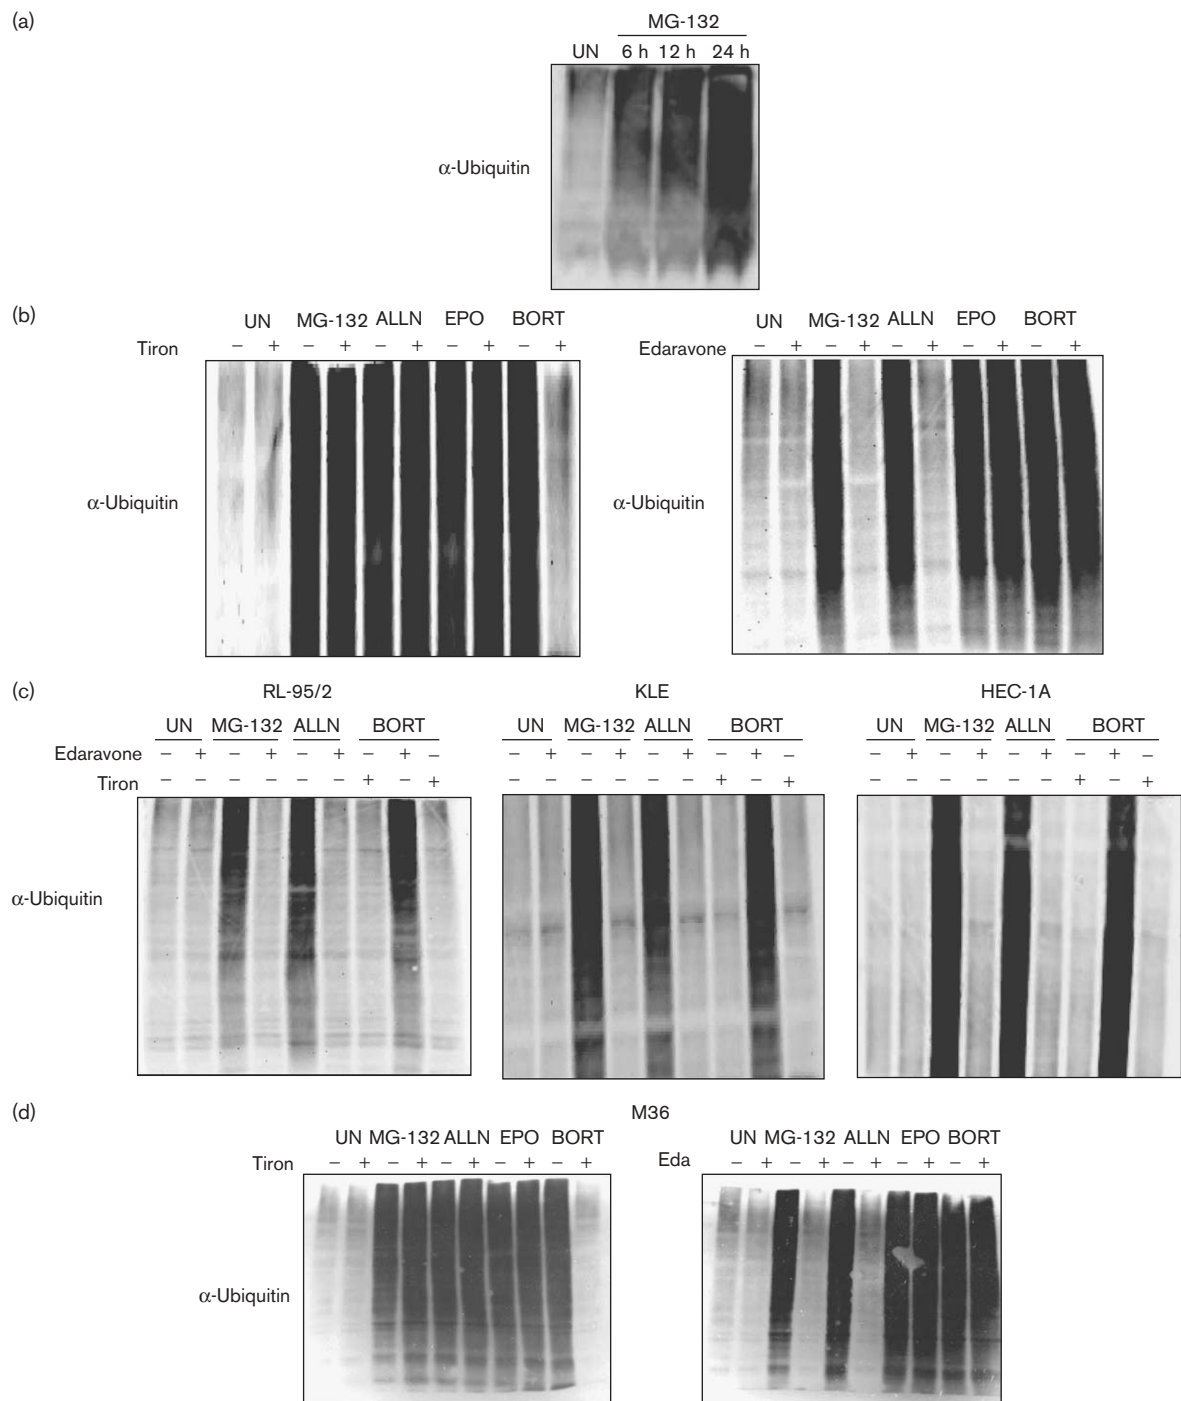 (a)
MG-132
UN 6 h 12 h 24 h
α-Ubiquitin
(b)
UN MG-132 ALLN EPO BORT
Tiron – + – + – + – + – +
α-Ubiquitin
UN MG-132 ALLN EPO BORT
Edaravone – + – + – + – + – +
α-Ubiquitin
(c)
RL-95/2 KLE HEC-1A
UN MG-132 ALLN BORT UN MG-132 ALLN BORT UN MG-132 ALLN BORT
Edaravone – + – + – + – + – – + – + – + – + – – + – + – + – + –
Tiron – – – – – – + – + – – – – – – + – + – – – – – – + – +
α-Ubiquitin
(d)
M36
UN MG-132 ALLN EPO BORT
Tiron – + – + – + – + – +
α-Ubiquitin
UN MG-132 ALLN EPO BORT
Eda – + – + – + – + – +